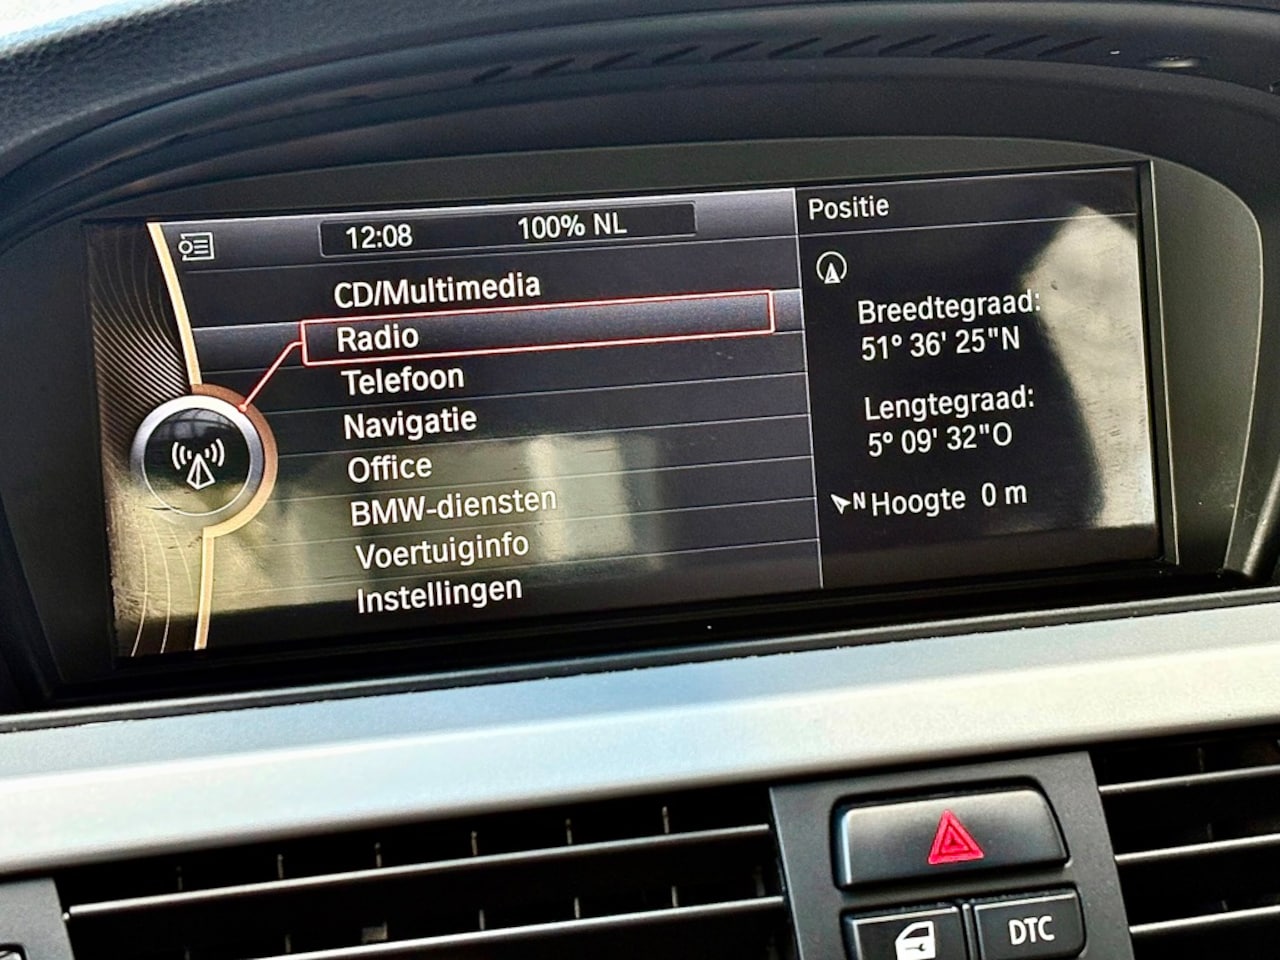 12:08 100% NL
CD/Multimedia
Radio
Telefoon
Navigatie
Office
BMW-diensten
Voertuiginfo
Instellingen
Positie
Breedtegraad:
51° 36' 25"N
Lengtegraad:
5° 09' 32"O
N Hoogte 0 m
DTC